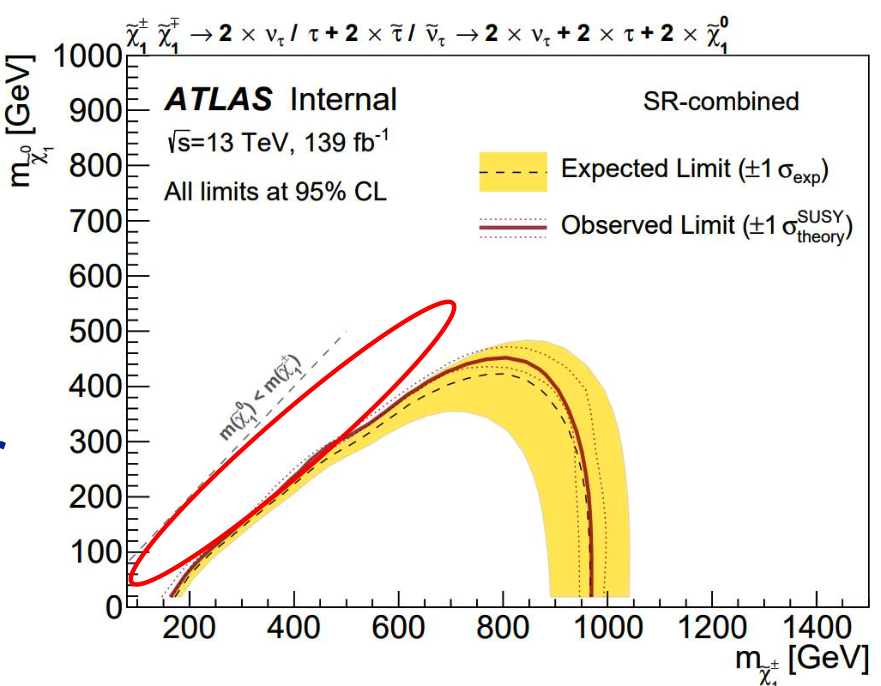 χ̃₁± χ̃₁∓ → 2 × ν_τ / τ + 2 × τ̃ / ν̃_τ → 2 × ν_τ + 2 × τ + 2 × χ̃₁⁰
m_χ̃₁⁰ [GeV]
1000
900
800
700
600
500
400
300
200
100
0
ATLAS Internal
√s=13 TeV, 139 fb⁻¹
All limits at 95% CL
SR-combined
Expected Limit (±1 σ_exp)
Observed Limit (±1 σ_theory^SUSY)
m(χ̃₁⁰) < m(χ̃₁±)
200 400 600 800 1000 1200 1400
m_χ̃₁± [GeV]